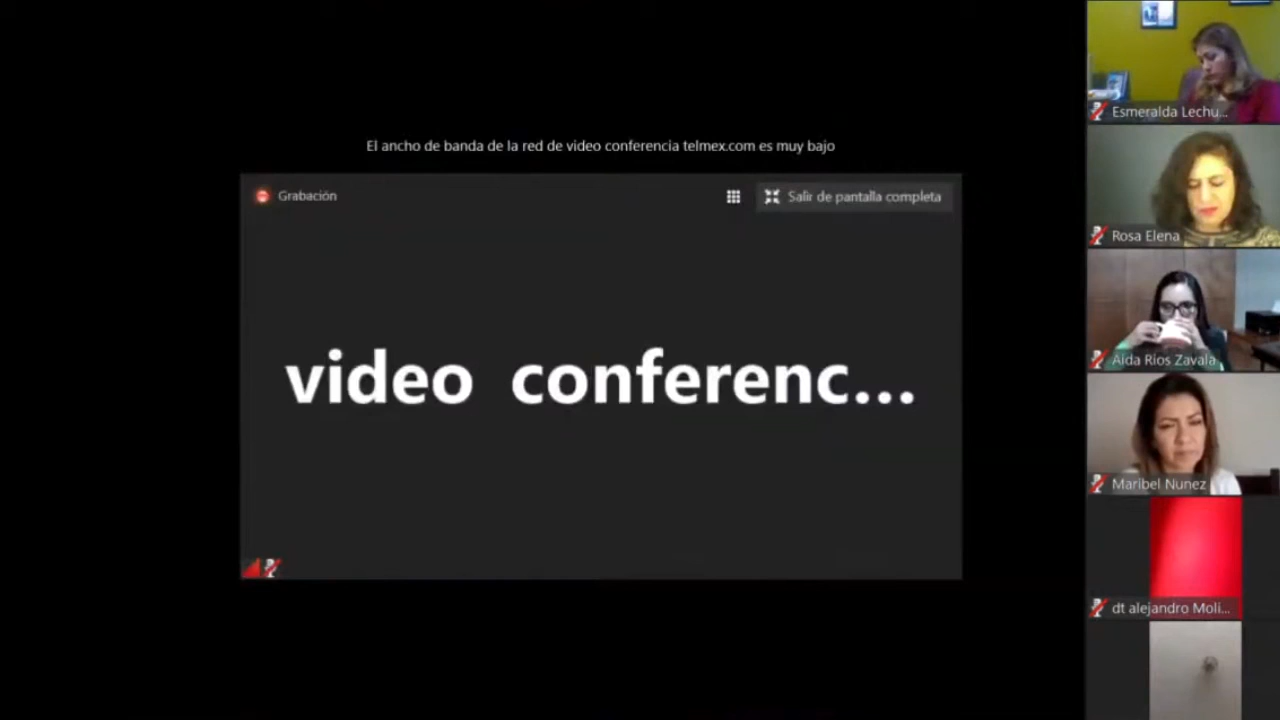 El ancho de banda de la red de video conferencia telmex.com es muy bajo
Grabación
Salir de pantalla completa
video conferenc...
Esmeralda Lechu...
Rosa Elena
Aida Rios Zavala
Maribel Nunez
dt alejandro Moli...